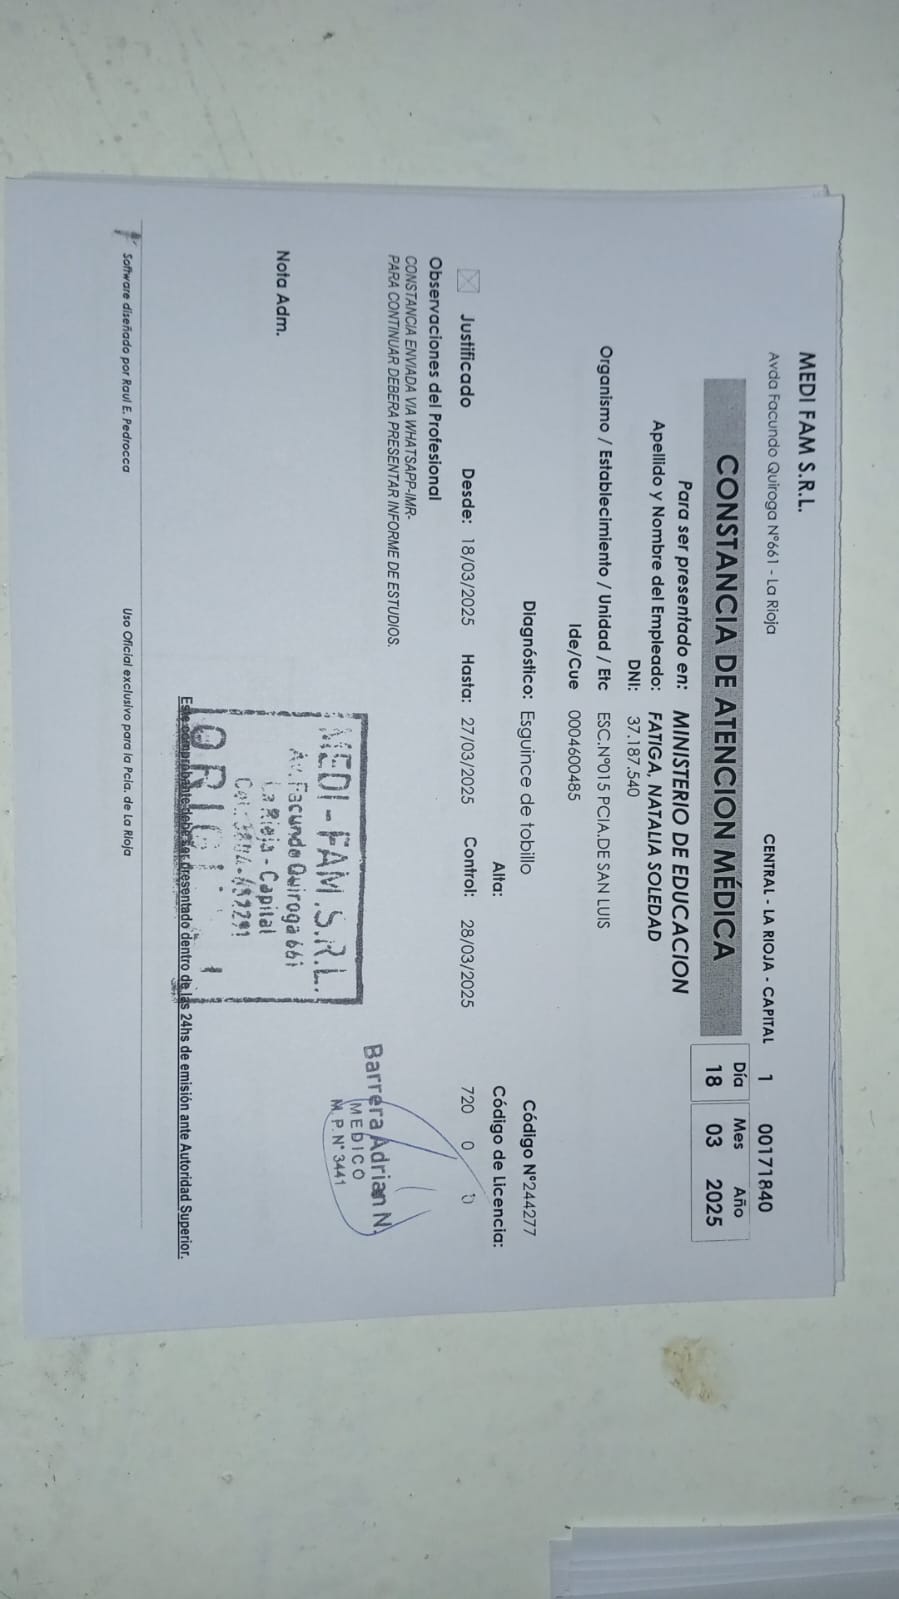 MEDI FAM S.R.L.
Avda Facundo Quiroga N°661 - La Rioja
CENTRAL - LA RIOJA - CAPITAL 1 00171840
CONSTANCIA DE ATENCION MÉDICA
Día Mes Año
18 03 2025
Para ser presentado en: MINISTERIO DE EDUCACION
Apellido y Nombre del Empleado: FATIGA, NATALIA SOLEDAD
DNI: 37.187.540
Organismo / Establecimiento / Unidad / Etc ESC.Nº015 PCIA.DE SAN LUIS
Ide/Cue 0004600485
Diagnóstico: Esguince de tobillo Código N°244277
Alta: Código de Licencia:
Justificado Desde: 18/03/2025 Hasta: 27/03/2025 Control: 28/03/2025 720 0 0
Observaciones del Profesional
CONSTANCIA ENVIADA VIA WHATSAPP-IMR-
PARA CONTINUAR DEBERA PRESENTAR INFORME DE ESTUDIOS.
Barrera Adrian N.
MEDICO
M.P.N° 3441
MEDI-FAM.S.R.L.
Av. Facundo Quiroga 661
La Rioja - Capital
Nota Adm.
Este comprobante debe ser presentado dentro de las 24hs de emisión ante Autoridad Superior.
Software diseñado por Raul E. Pedrocca Uso Oficial exclusivo para la Pcia. de La Rioja